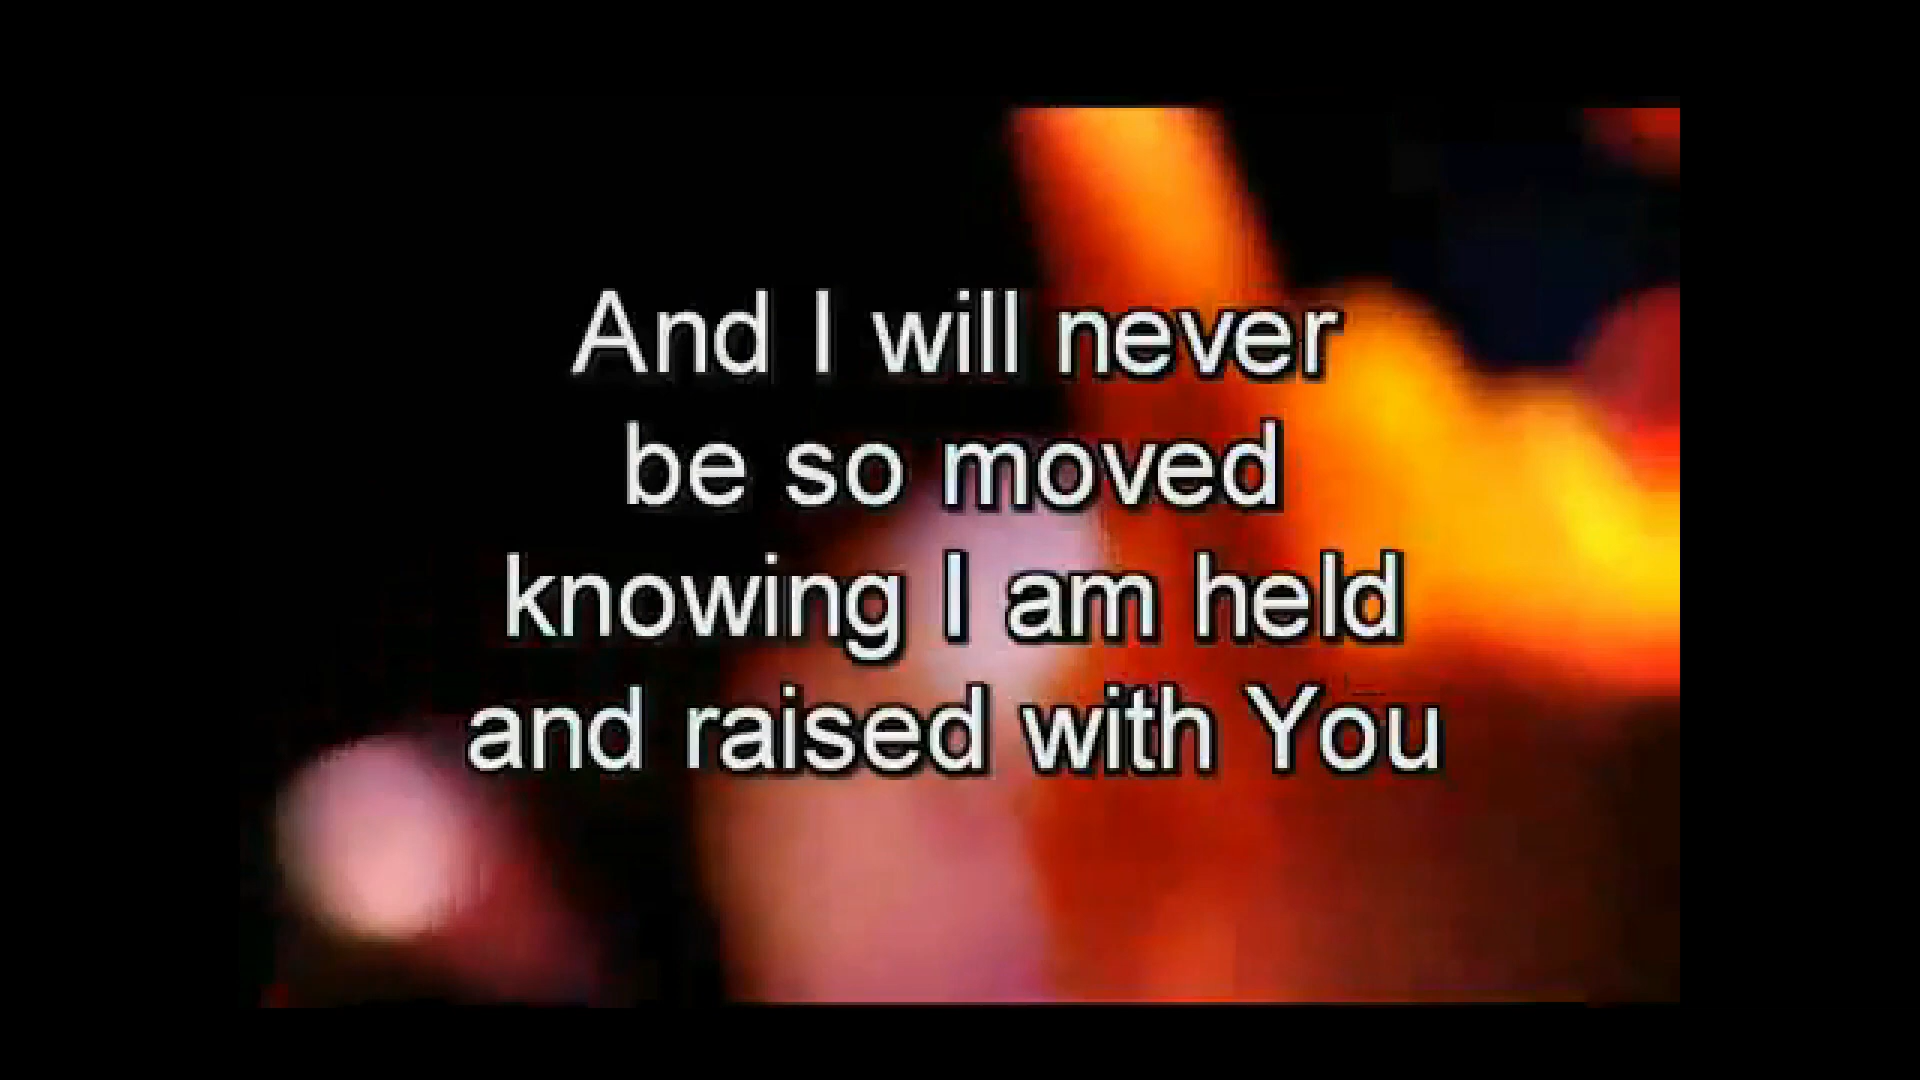 And I will never
be so moved
knowing I am held
and raised with You